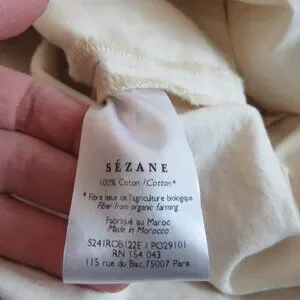 SÉZANE
100% Coton / Cotton*
* Fibre issue de l'agriculture biologique
Fiber from organic farming
Fabriqué au Maroc
Made in Morocco
S241ROB122E / PO29101
RN 154 043
115 rue du Bac, 75007 Paris